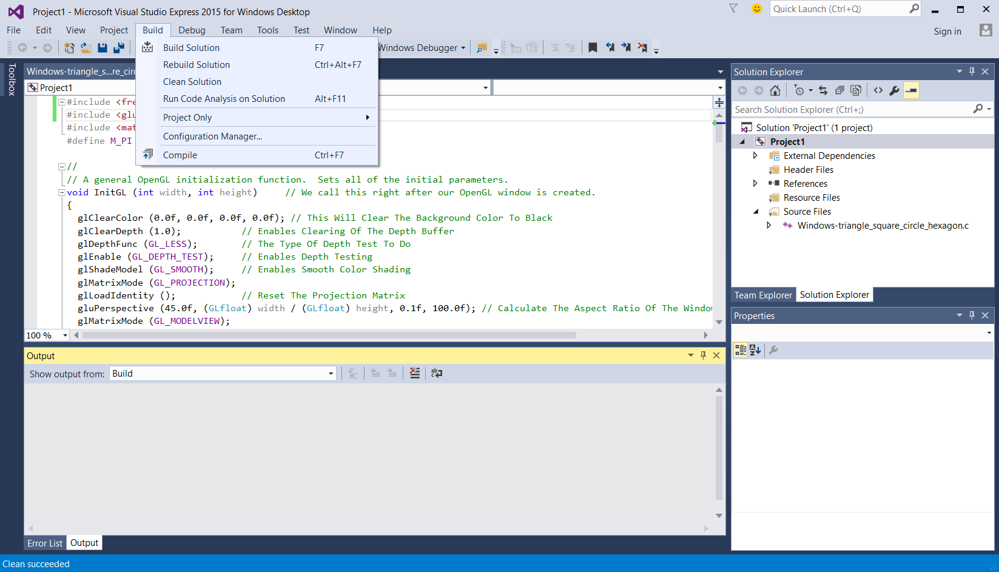 Project1 - Microsoft Visual Studio Express 2015 for Windows Desktop
Quick Launch (Ctrl+Q)
File Edit View Project Build Debug Team Tools Test Window Help
Sign in
Windows Debugger
Build Solution F7
Rebuild Solution Ctrl+Alt+F7
Clean Solution
Run Code Analysis on Solution Alt+F11
Project Only
Configuration Manager...
Compile Ctrl+F7
Toolbox
Windows-triangle_s...re_circ
Project1
#include <fre
#include <glu
#include <mat
#define M_PI
//
// A general OpenGL initialization function.  Sets all of the initial parameters.
void InitGL (int width, int height)     // We call this right after our OpenGL window is created.
{
glClearColor (0.0f, 0.0f, 0.0f, 0.0f); // This Will Clear The Background Color To Black
glClearDepth (1.0);           // Enables Clearing Of The Depth Buffer
glDepthFunc (GL_LESS);        // The Type Of Depth Test To Do
glEnable (GL_DEPTH_TEST);     // Enables Depth Testing
glShadeModel (GL_SMOOTH);     // Enables Smooth Color Shading
glMatrixMode (GL_PROJECTION);
glLoadIdentity ();            // Reset The Projection Matrix
gluPerspective (45.0f, (GLfloat) width / (GLfloat) height, 0.1f, 100.0f); // Calculate The Aspect Ratio Of The Window
glMatrixMode (GL_MODELVIEW);
100 %
Output
Show output from: Build
Error List Output
Clean succeeded
Solution Explorer
Search Solution Explorer (Ctrl+;)
Solution 'Project1' (1 project)
Project1
External Dependencies
Header Files
References
Resource Files
Source Files
Windows-triangle_square_circle_hexagon.c
Team Explorer Solution Explorer
Properties